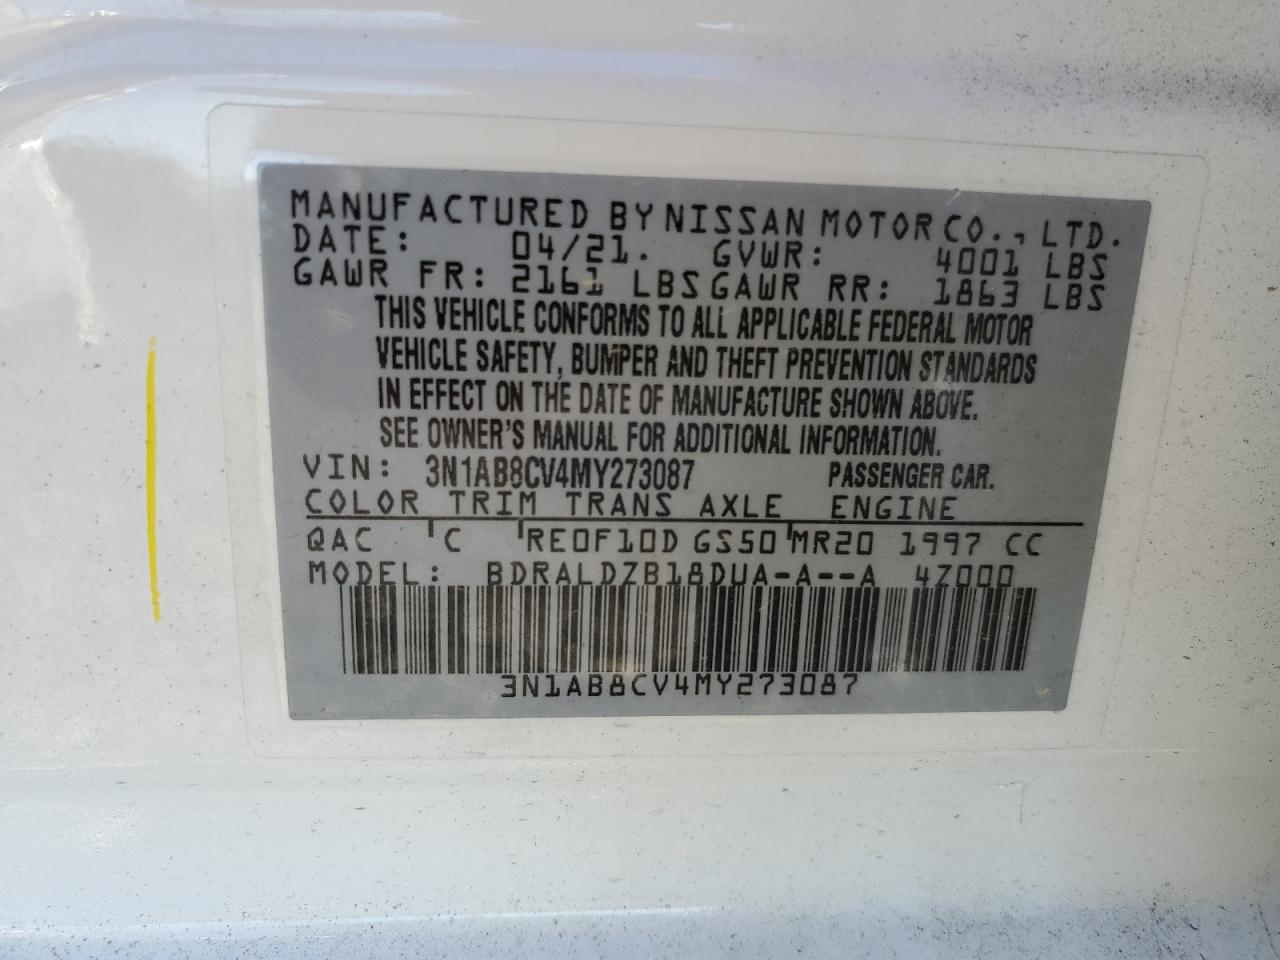 MANUFACTURED BY NISSAN MOTOR CO., LTD.
DATE: 04/21. GVWR: 4001 LBS
GAWR FR: 2161 LBS GAWR RR: 1863 LBS
THIS VEHICLE CONFORMS TO ALL APPLICABLE FEDERAL MOTOR
VEHICLE SAFETY, BUMPER AND THEFT PREVENTION STANDARDS
IN EFFECT ON THE DATE OF MANUFACTURE SHOWN ABOVE.
SEE OWNER'S MANUAL FOR ADDITIONAL INFORMATION.
VIN: 3N1AB8CV4MY273087 PASSENGER CAR.
COLOR TRIM TRANS AXLE ENGINE
QAC C RE0F10D GS50 MR20 1997 CC
MODEL: BDRALDZB18DUA-A--A 4Z000
3N1AB8CV4MY273087